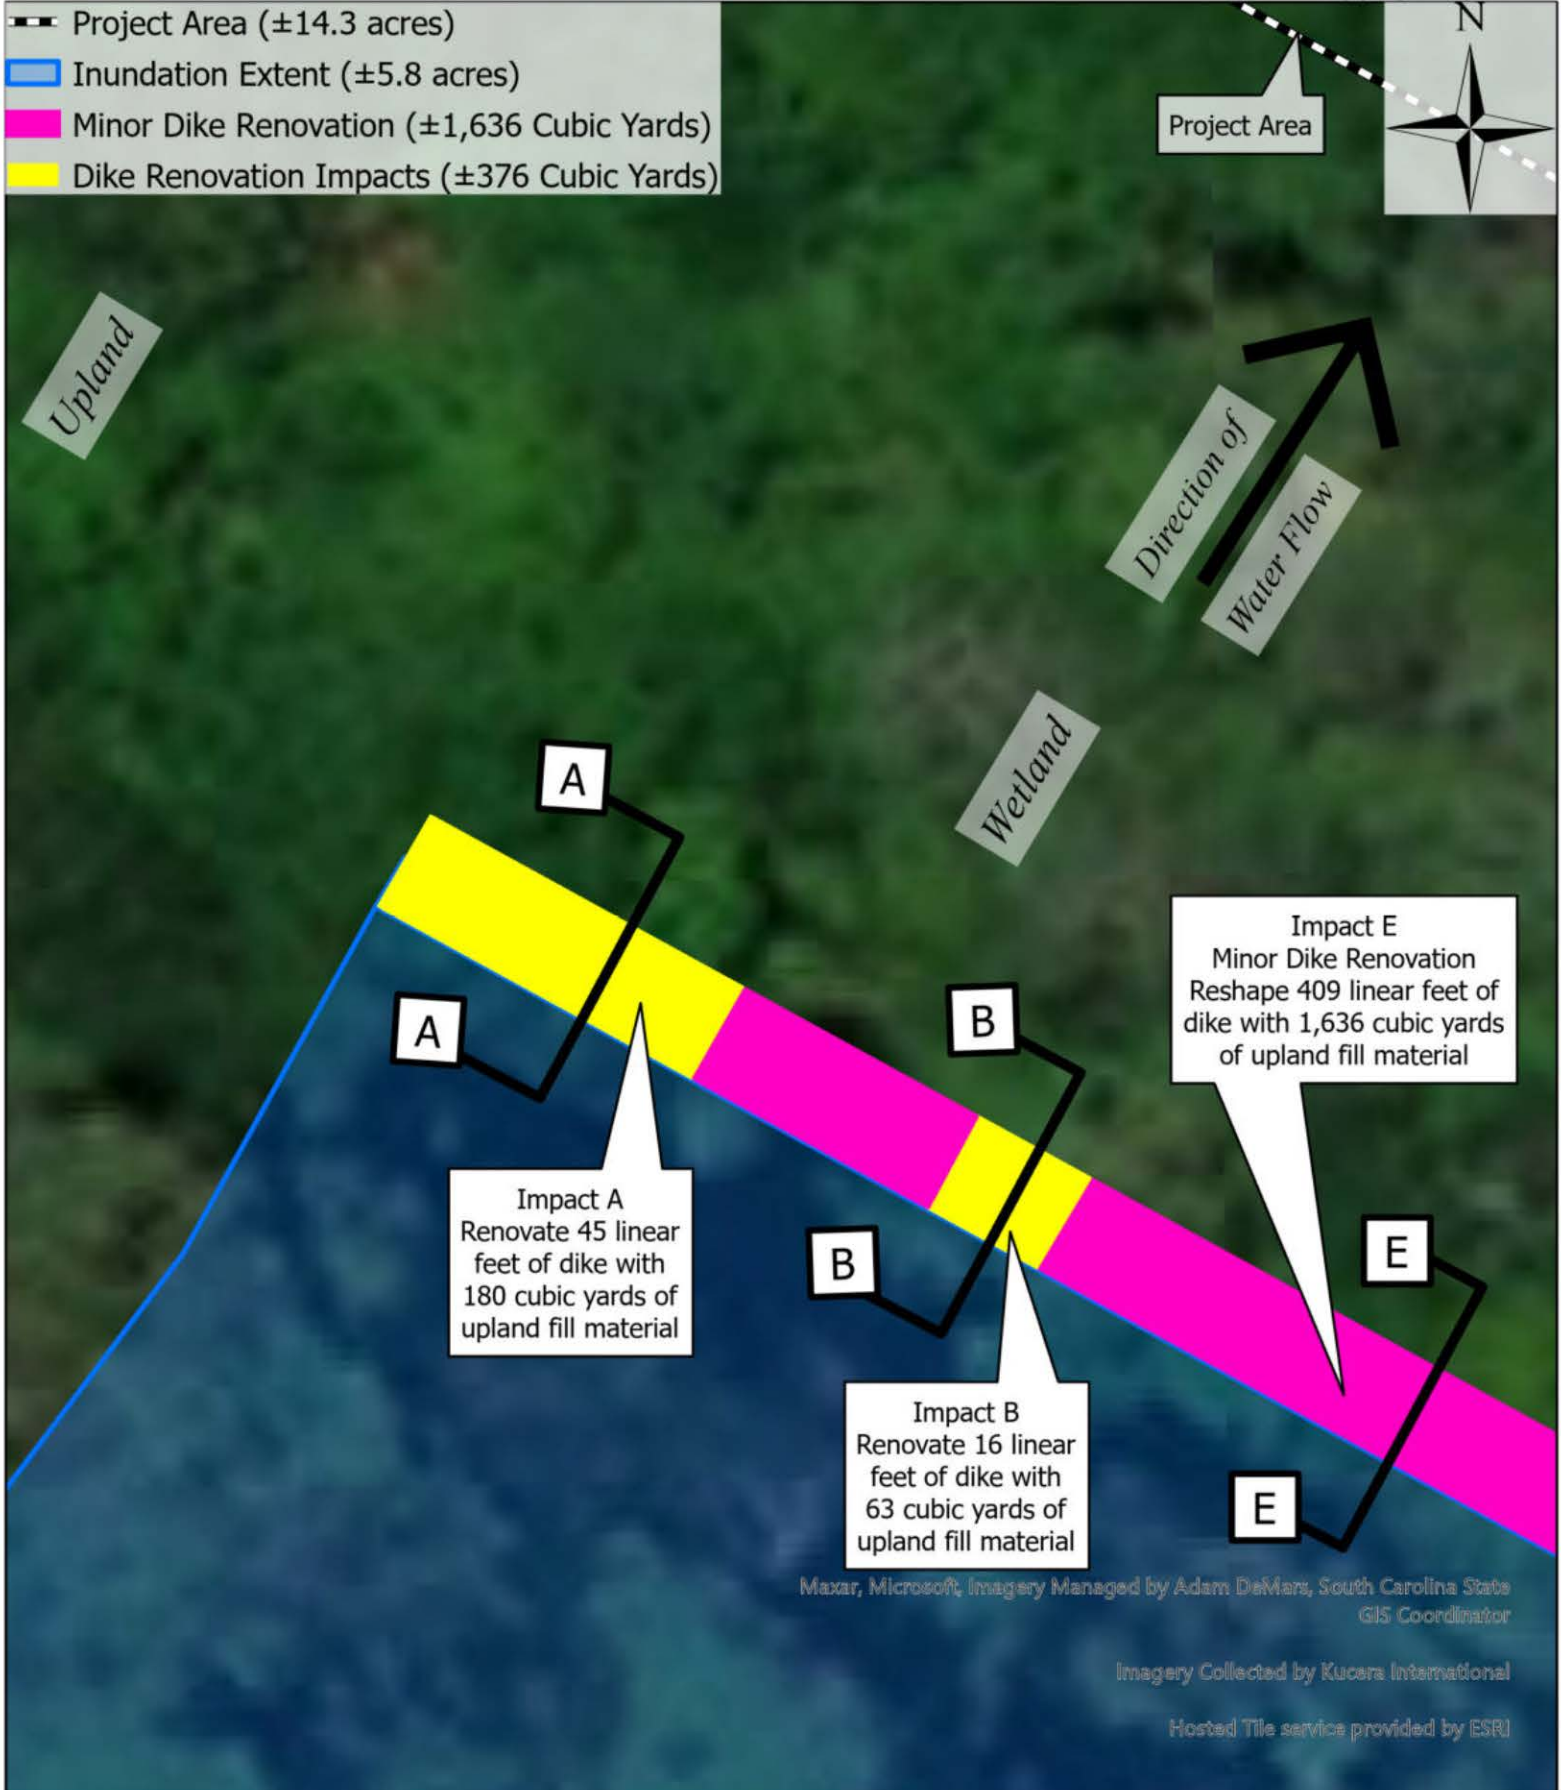 Project Area (±14.3 acres)
Inundation Extent (±5.8 acres)
Minor Dike Renovation (±1,636 Cubic Yards)
Dike Renovation Impacts (±376 Cubic Yards)
N
Project Area
Upland
Direction of
Water Flow
Wetland
A
A
Impact A
Renovate 45 linear
feet of dike with
180 cubic yards of
upland fill material
B
B
Impact B
Renovate 16 linear
feet of dike with
63 cubic yards of
upland fill material
Impact E
Minor Dike Renovation
Reshape 409 linear feet of
dike with 1,636 cubic yards
of upland fill material
E
E
Maxar, Microsoft, Imagery Managed by Adam DeMars, South Carolina State
GIS Coordinator
Imagery Collected by Kucera International
Hosted Tile service provided by ESRI